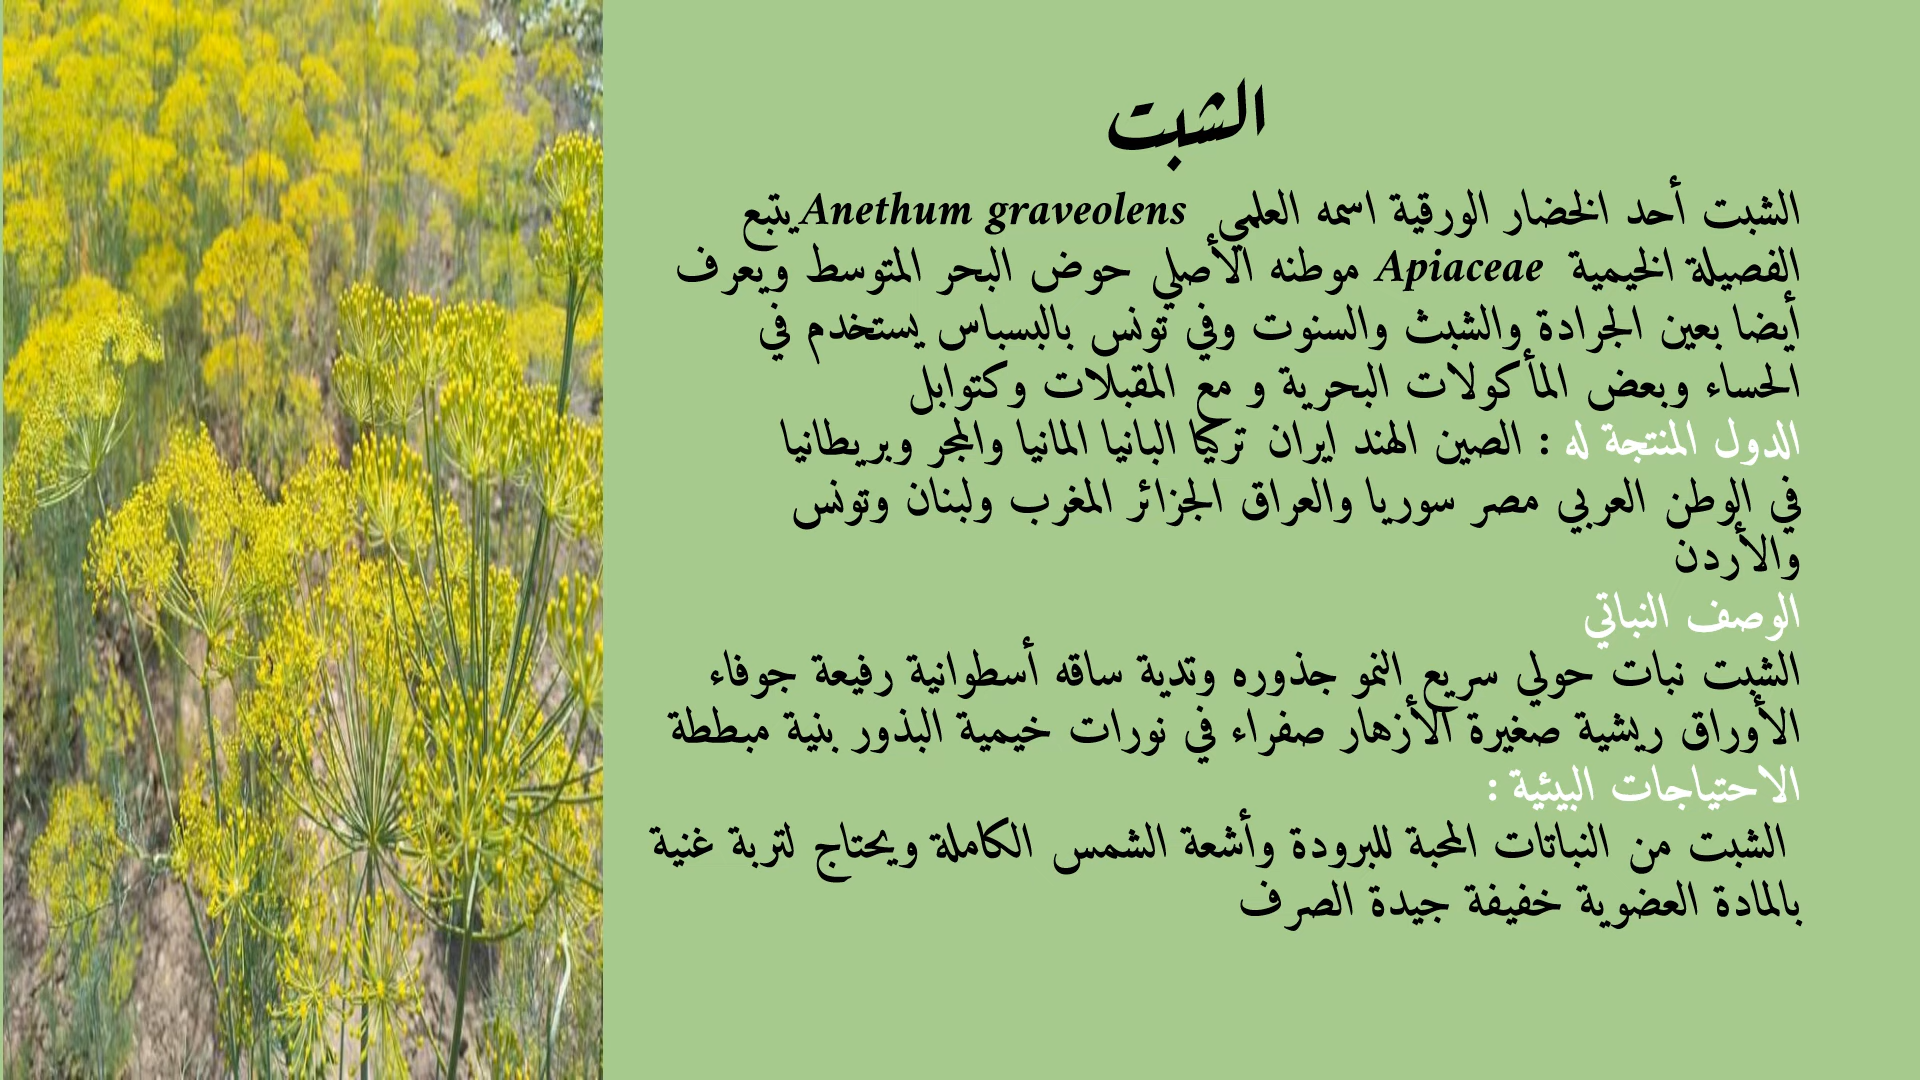 الشبت
الشبت أحد الخضار الورقية اسمه العلمي Anethum graveolens يتبع
الفصيلة الخيمية Apiaceae موطنه الأصلي حوض البحر المتوسط ويعرف
أيضا بعين الجرادة والشبث والسنوت وفي تونس بالبسباس يستخدم في
الحساء وبعض المأكولات البحرية و مع المقبلات وكتوابل
الدول المنتجة له : الصين الهند ايران تركيا البانيا المانيا والمجر وبريطانيا
في الوطن العربي مصر سوريا والعراق الجزائر المغرب ولبنان وتونس
والأردن
الوصف النباتي
الشبت نبات حولي سريع النمو جذوره وتدية ساقه أسطوانية رفيعة جوفاء
الأوراق ريشية صغيرة الأزهار صفراء في نورات خيمية البذور بنية مبططة
الاحتياجات البيئية :
الشبت من النباتات المحبة للبرودة وأشعة الشمس الكاملة ويحتاج لتربة غنية
بالمادة العضوية خفيفة جيدة الصرف